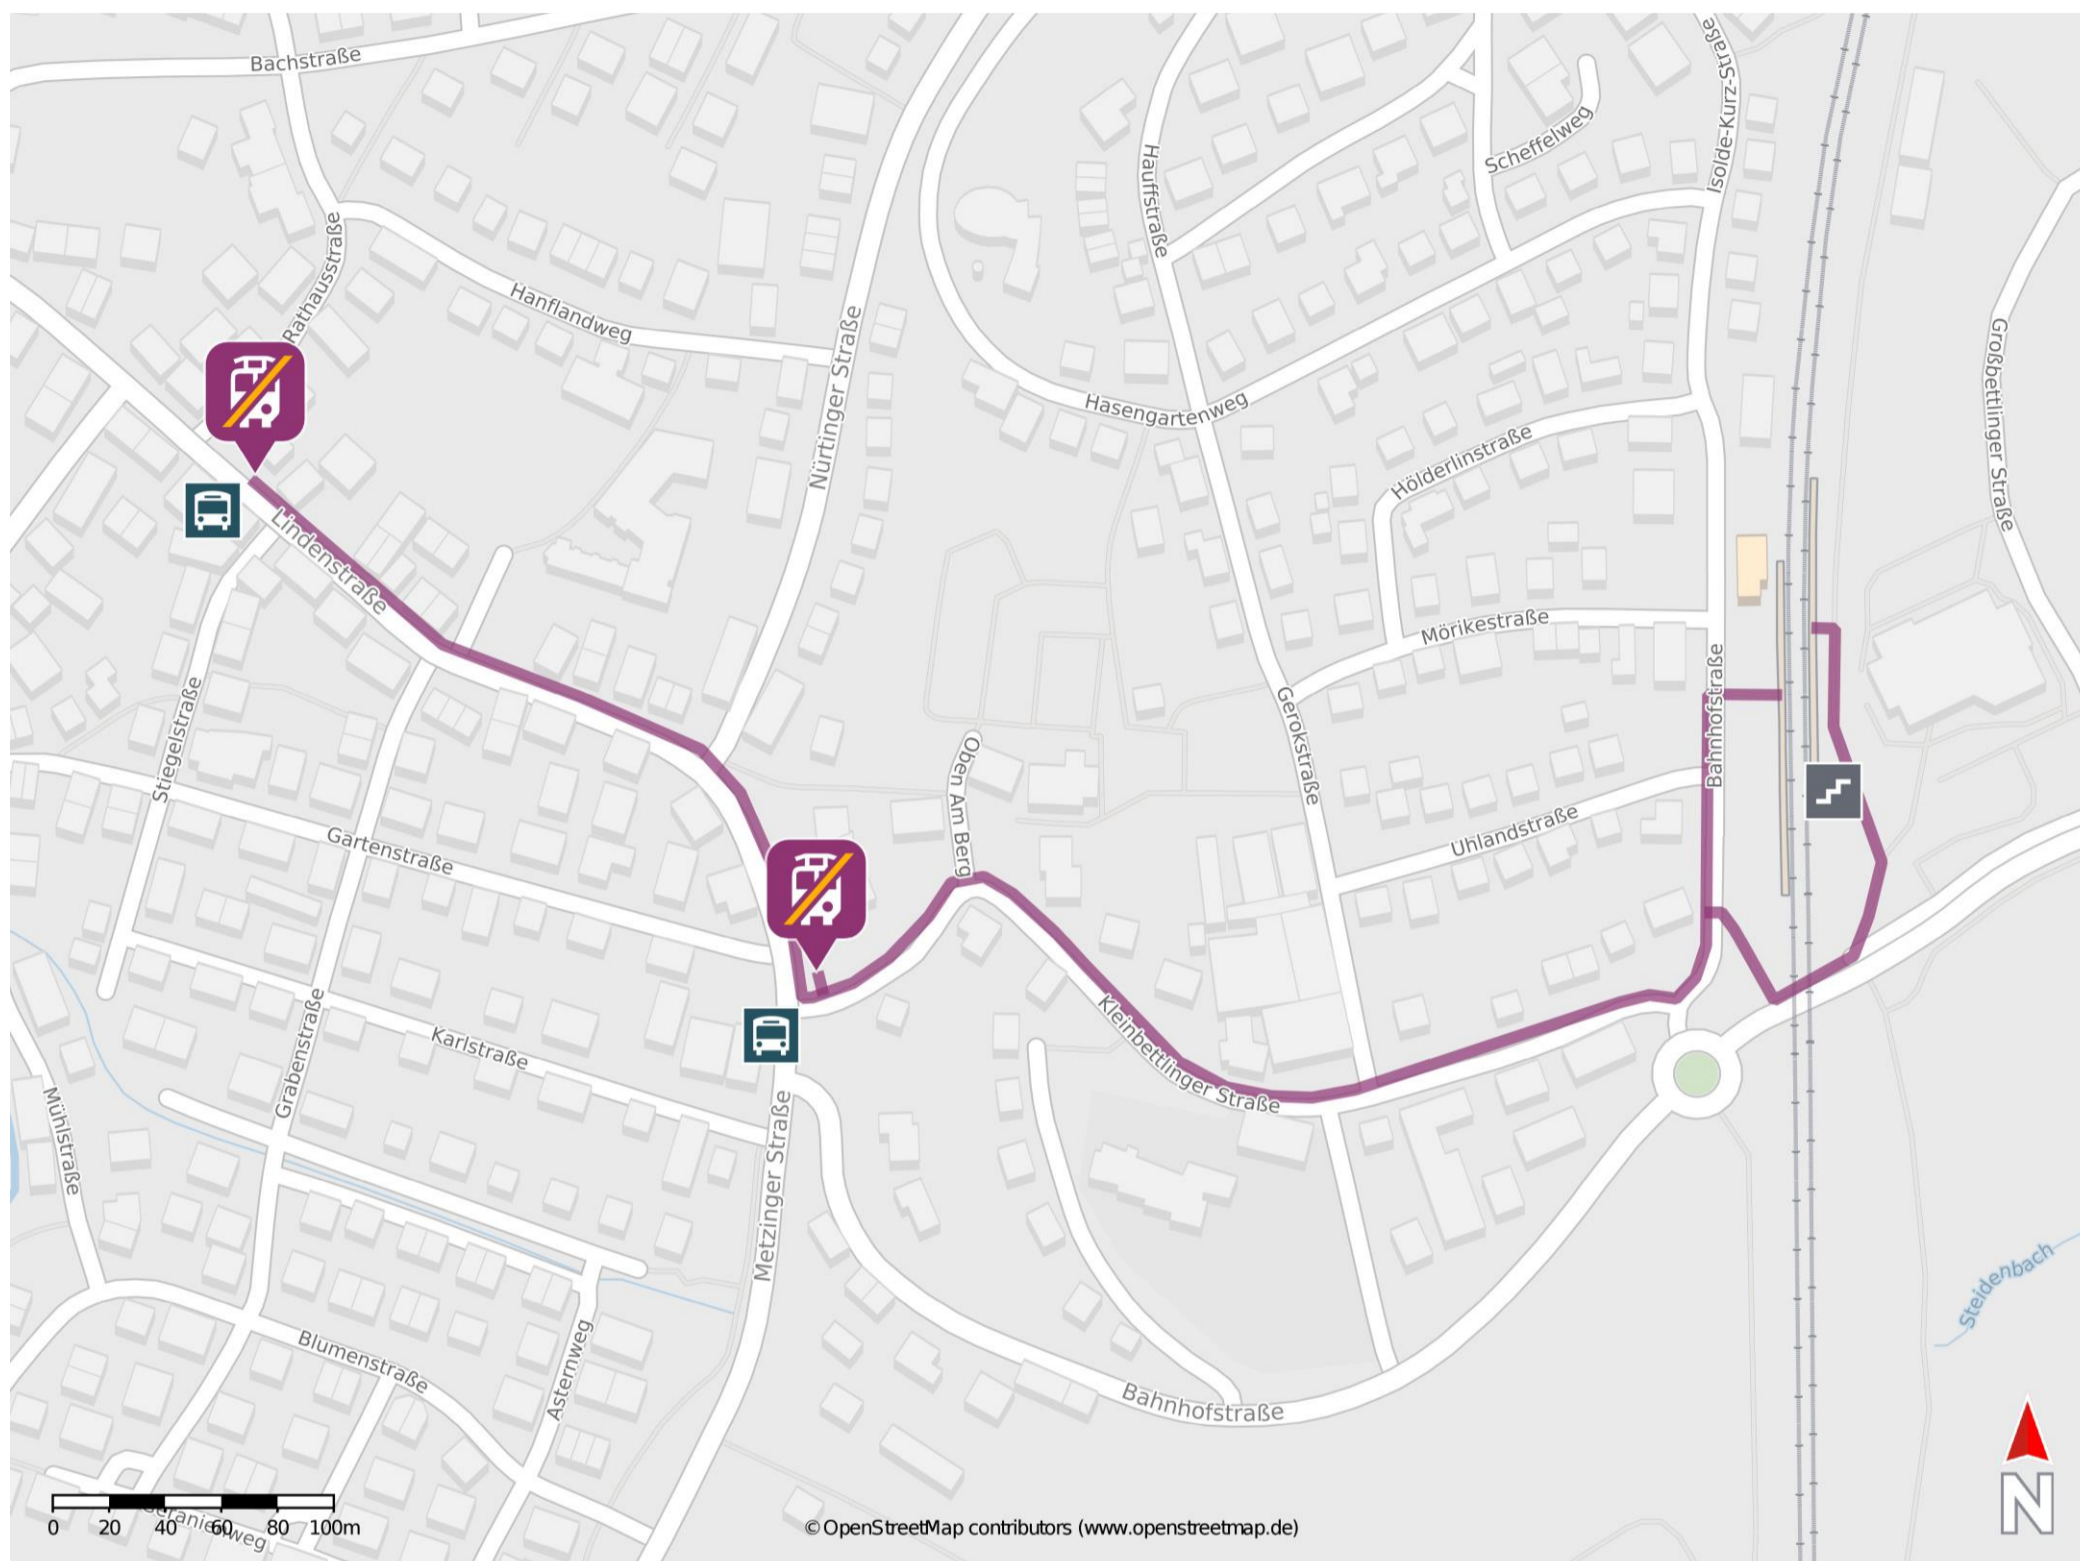 Bachstraße
Isolde-Kurz-Straße
Scheffelweg
Hauffstraße
Rathausstraße
Hanflandweg
Nürtinger Straße
Großbettlinger Straße
Hasengartenweg
Hölderlinstraße
Lindenstraße
Mörikestraße
Bahnhofstraße
Stiegelstraße
Gerokstraße
Oben Am Berg
Uhlandstraße
Gartenstraße
Kleinbettlinger Straße
Karlstraße
Grabenstraße
Mühlstraße
Metzinger Straße
Steidenbach
Blumenstraße
Asternweg
Bahnhofstraße
Geranienweg
0 20 40 60 80 100m
© OpenStreetMap contributors (www.openstreetmap.de)
N